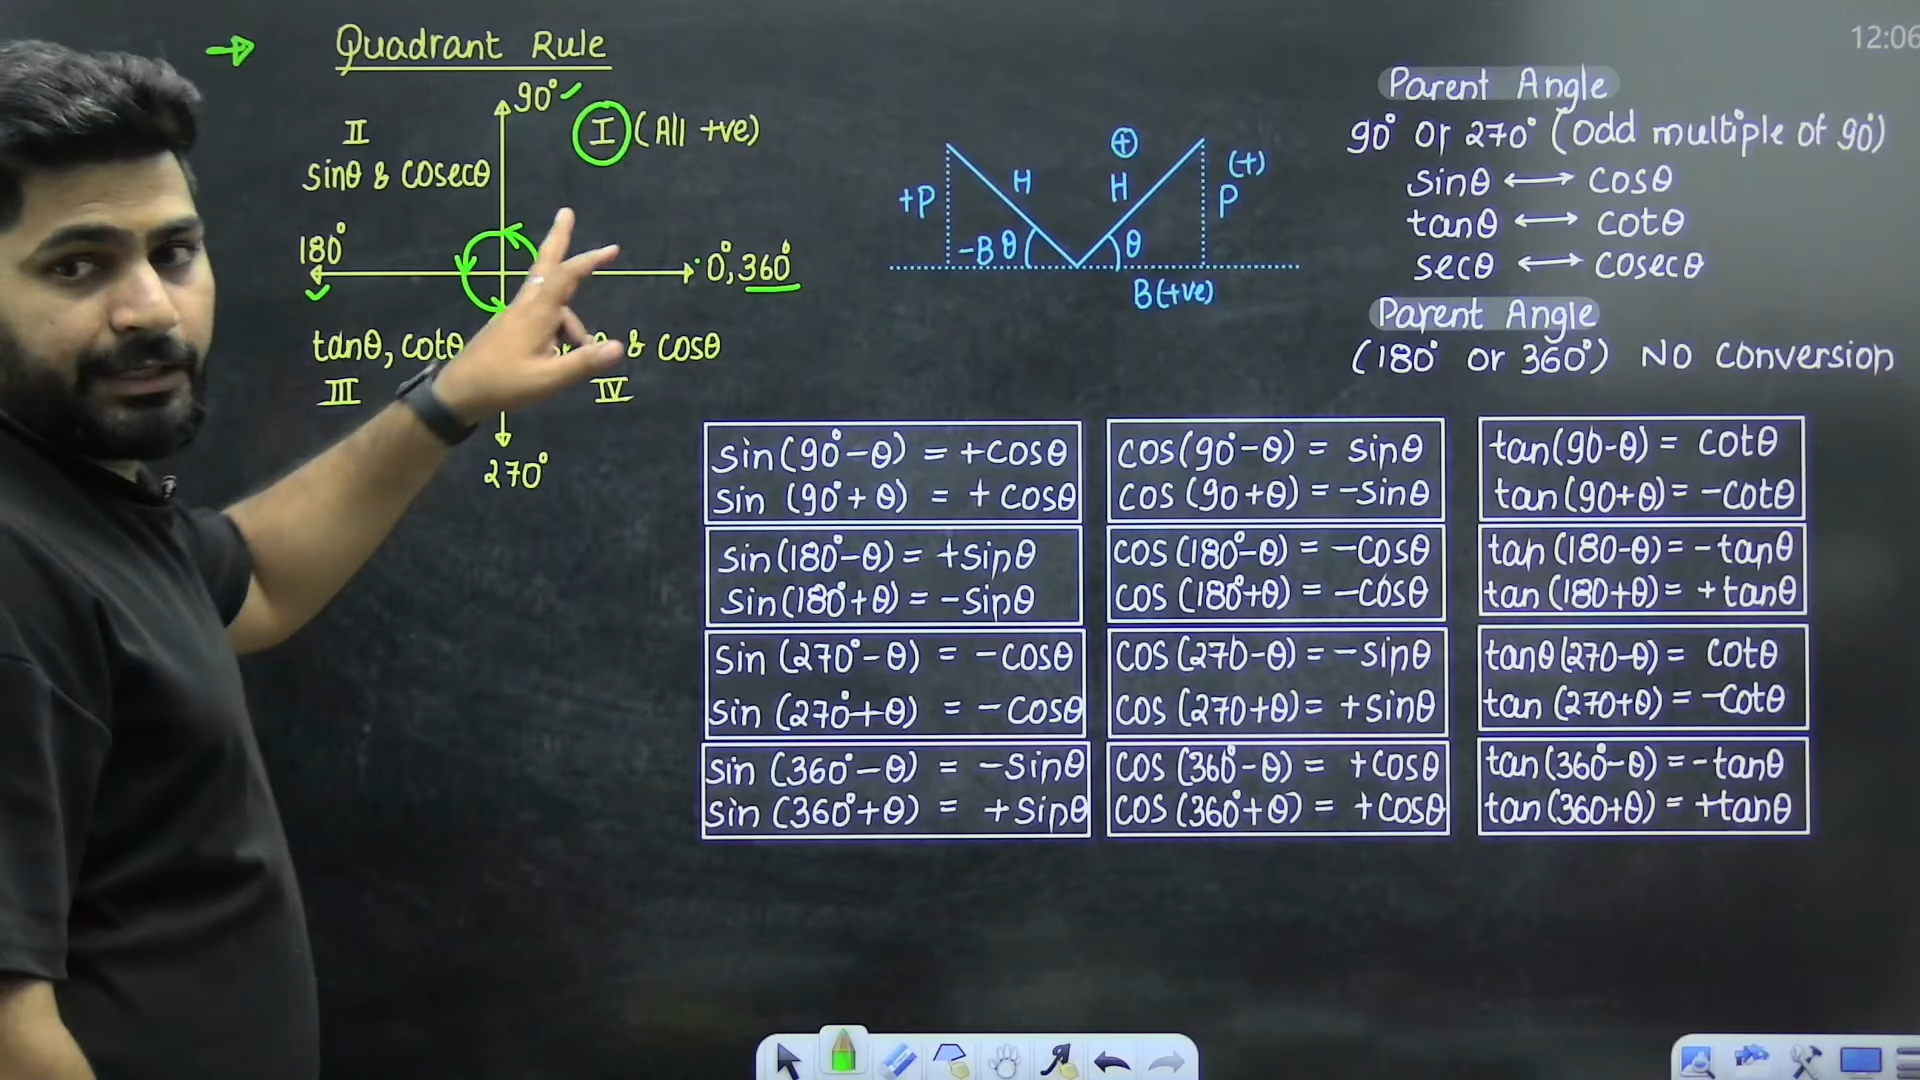 Quadrant Rule
12:06
90°
II
I (All +ve)
sinθ & cosecθ
180°
0°, 360°
tanθ, cotθ
& cosθ
III
IV
270°
⊕
+P
H
H
P
(+)
-B θ
θ
B(+ve)
Parent Angle
90° or 270° (odd multiple of 90°)
sinθ ⟷ cosθ
tanθ ⟷ cotθ
secθ ⟷ cosecθ
Parent Angle
(180° or 360°) NO conversion
sin(90°-θ) = +cosθ
sin (90°+θ) = +cosθ
sin(180°-θ) = +sinθ
sin(180°+θ) = -sinθ
sin (270°-θ) = -cosθ
sin (270°+θ) = -cosθ
sin (360°-θ) = -sinθ
sin (360°+θ) = +sinθ
cos(90°-θ) = sinθ
cos (90+θ) = -sinθ
cos (180°-θ) = -cosθ
cos (180°+θ) = -cosθ
cos (270-θ) = -sinθ
cos (270+θ) = +sinθ
cos (360°-θ) = +cosθ
cos (360°+θ) = +cosθ
tan(90-θ) = cotθ
tan(90+θ) = -cotθ
tan (180-θ) = -tanθ
tan (180+θ) = +tanθ
tanθ(270-θ) = cotθ
tan (270+θ) = -cotθ
tan(360°-θ) = -tanθ
tan(360+θ) = +tanθ